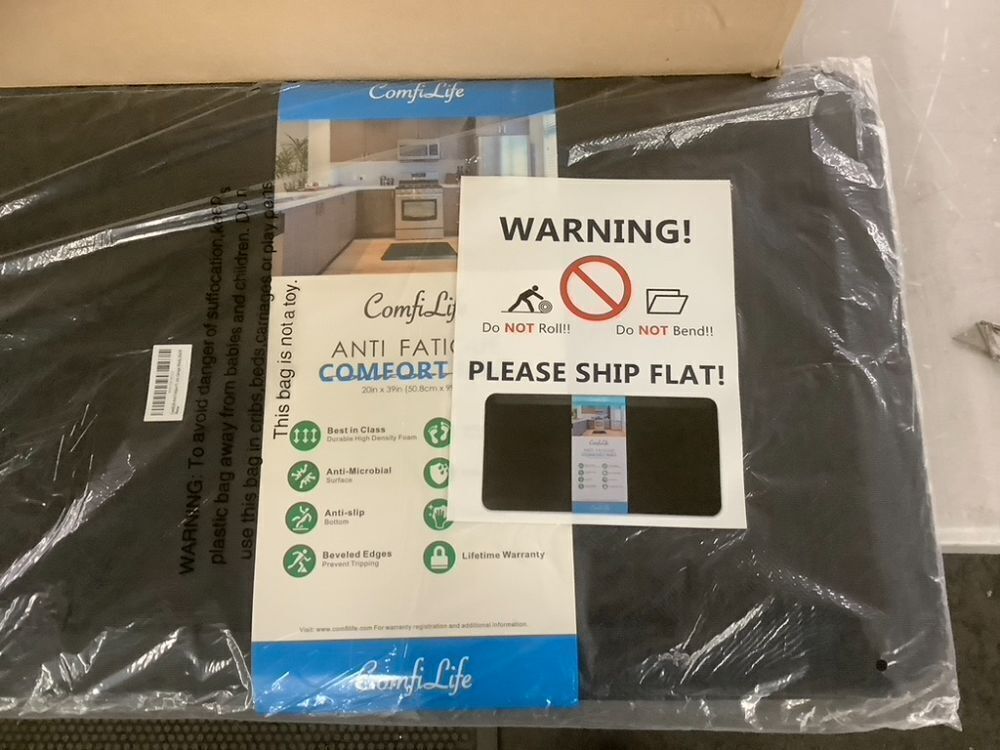 ComfiLife
WARNING: To avoid danger of suffocation,keep
plastic bag away from babies and children. Do
use this bag in cribs,beds,carriages or play pens
This bag is not a toy.
WARNING!
Do NOT Roll!!
Do NOT Bend!!
PLEASE SHIP FLAT!
ComfiLif
ANTI FATIG
COMFORT
20in x 39in (50.8cm x
Best in Class
Durable High Density Foam
Anti-Microbial
Surface
Anti-slip
Bottom
Beveled Edges
Prevent Tripping
Lifetime Warranty
Visit: www.comfilife.com For warranty registration and additional information.
ComfiLife
ComfiLife
ComfiLife